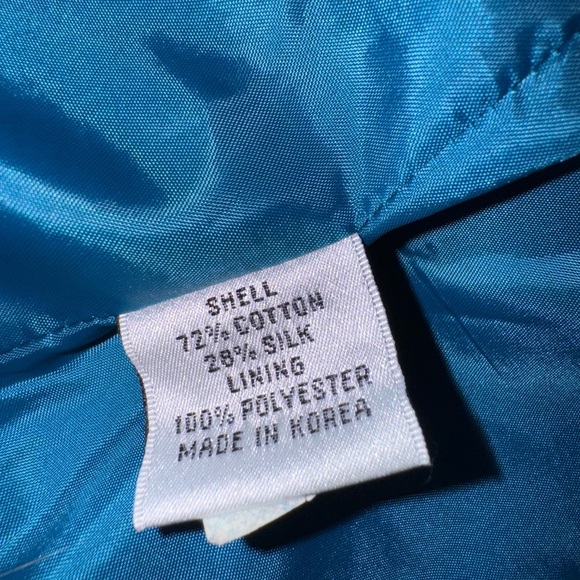 SHELL
72% COTTON
28% SILK
LINING
100% POLYESTER
MADE IN KOREA